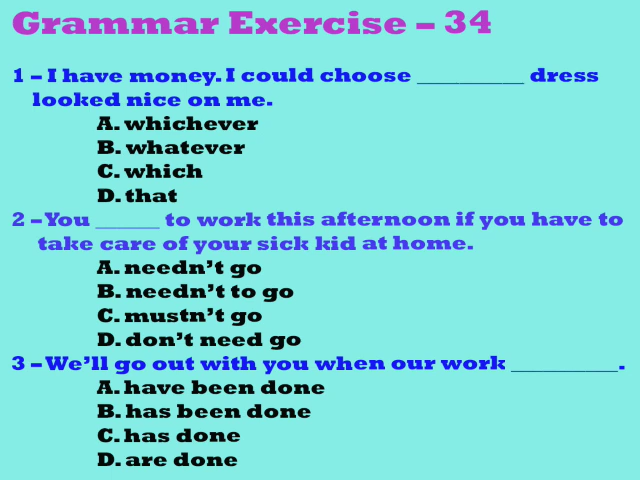 Grammar Exercise – 34
1 – I have money. I could choose __________ dress
looked nice on me.
A. whichever
B. whatever
C. which
D. that
2 – You ______ to work this afternoon if you have to
take care of your sick kid at home.
A. needn't go
B. needn't to go
C. mustn't go
D. don't need go
3 – We'll go out with you when our work __________.
A. have been done
B. has been done
C. has done
D. are done